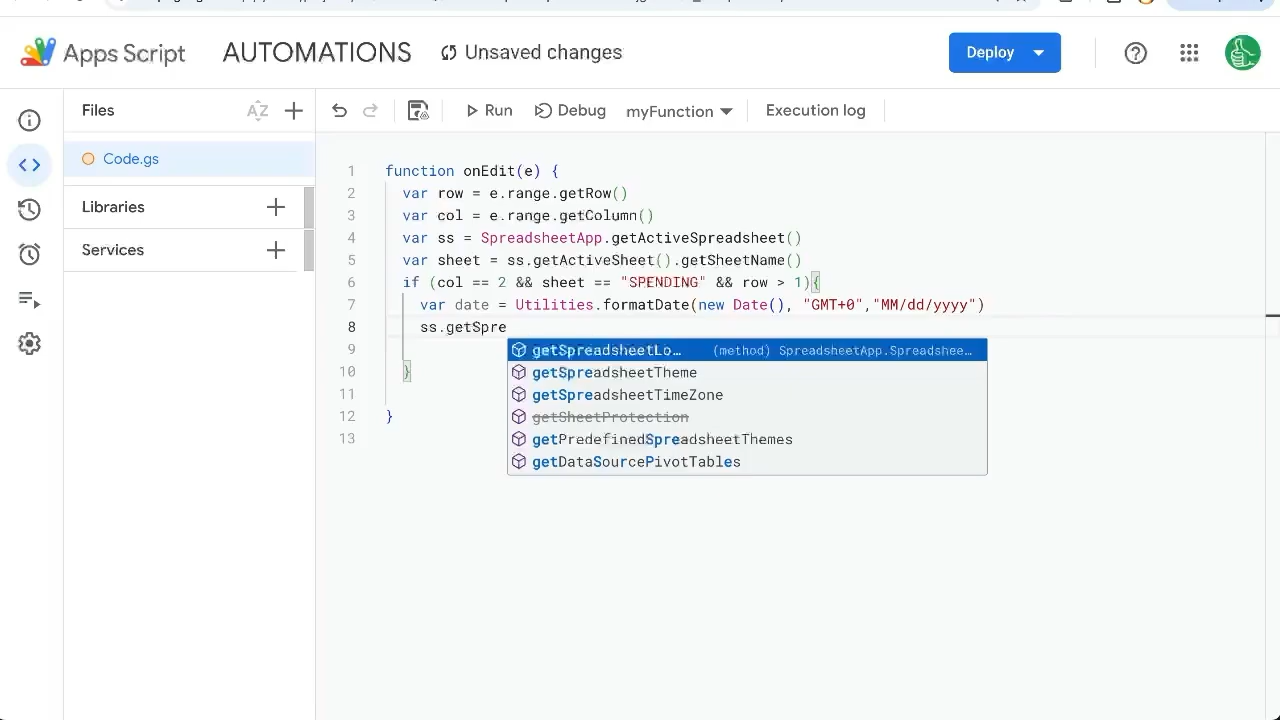 Apps Script
AUTOMATIONS
Unsaved changes
Deploy
Files
AZ
Run
Debug
myFunction
Execution log
Code.gs
Libraries
Services
1 function onEdit(e) {
2 var row = e.range.getRow()
3 var col = e.range.getColumn()
4 var ss = SpreadsheetApp.getActiveSpreadsheet()
5 var sheet = ss.getActiveSheet().getSheetName()
6 if (col == 2 && sheet == "SPENDING" && row > 1){
7 var date = Utilities.formatDate(new Date(), "GMT+0","MM/dd/yyyy")
8 ss.getSpre
9 getSpreadsheetLo… (method) SpreadsheetApp.Spreadshee…
getSpreadsheetTheme
10 }
getSpreadsheetTimeZone
11
getSheetProtection
12 }
getPredefinedSpreadsheetThemes
13
getDataSourcePivotTables